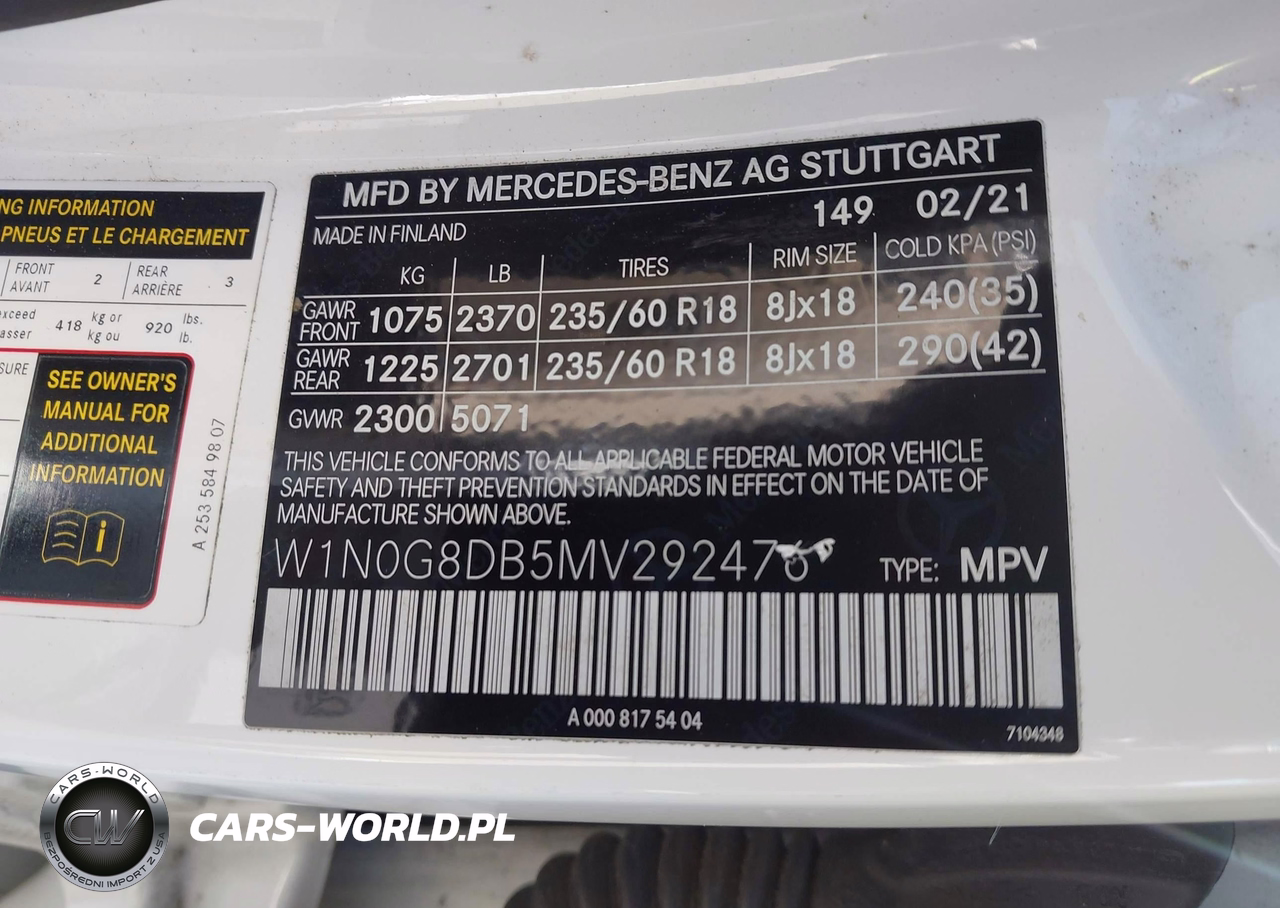 NG INFORMATION
PNEUS ET LE CHARGEMENT
FRONT 2 REAR 3
AVANT ARRIÈRE
exceed 418 kg or 920 lbs.
asser kg ou lb.
SURE
SEE OWNER'S
MANUAL FOR
ADDITIONAL
INFORMATION
A 253 584 98 07
MFD BY MERCEDES-BENZ AG STUTTGART
MADE IN FINLAND 149 02/21
KG LB TIRES RIM SIZE COLD KPA (PSI)
GAWR FRONT 1075 2370 235/60 R18 8Jx18 240(35)
GAWR REAR 1225 2701 235/60 R18 8Jx18 290(42)
GVWR 2300 5071
THIS VEHICLE CONFORMS TO ALL APPLICABLE FEDERAL MOTOR VEHICLE
SAFETY AND THEFT PREVENTION STANDARDS IN EFFECT ON THE DATE OF
MANUFACTURE SHOWN ABOVE.
W1N0G8DB5MV29247 TYPE: MPV
A 000 817 54 04
7104348
CARS-WORLD
CW
BEZPOŚREDNI IMPORT Z USA
CARS-WORLD.PL